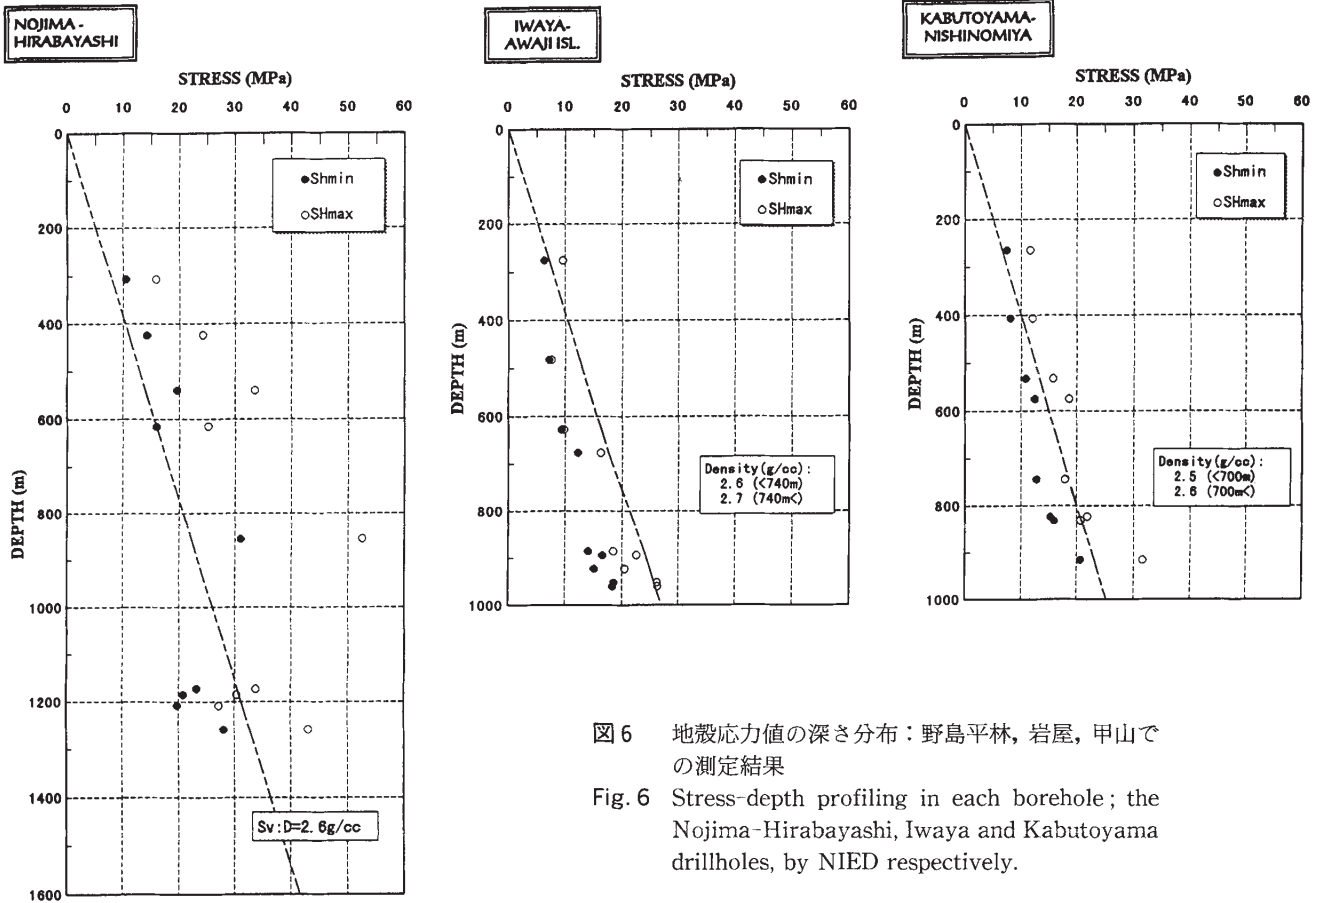 NOJIMA-
HIRABAYASHI
STRESS (MPa)
0 10 20 30 40 50 60
0
200
400
600
800
1000
1200
1400
1600
DEPTH (m)
●Shmin
○SHmax
Sv:D=2.6g/cc
IWAYA-
AWAJI ISL.
STRESS (MPa)
0 10 20 30 40 50 60
0
200
400
600
800
1000
DEPTH (m)
●Shmin
○SHmax
Density(g/cc):
2.6 (<740m)
2.7 (740m<)
KABUTOYAMA-
NISHINOMIYA
STRESS (MPa)
0 10 20 30 40 50 60
0
200
400
600
800
1000
DEPTH (m)
●Shmin
○SHmax
Density(g/cc):
2.5 (<700m)
2.6 (700m<)
図6 地殻応力値の深さ分布：野島平林，岩屋，甲山で
の測定結果
Fig. 6 Stress-depth profiling in each borehole ; the
Nojima-Hirabayashi, Iwaya and Kabutoyama
drillholes, by NIED respectively.